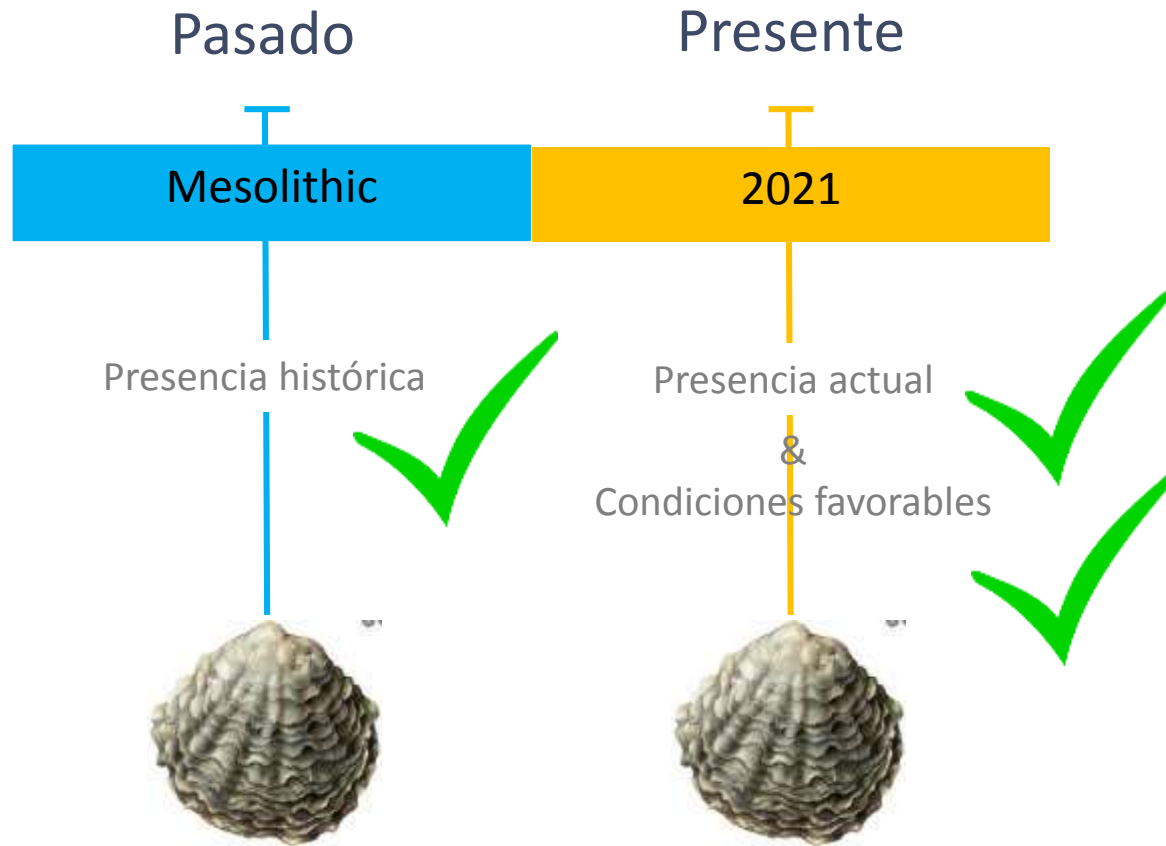 Pasado
Presente
Mesolithic
2021
Presencia histórica
Presencia actual
&
Condiciones favorables